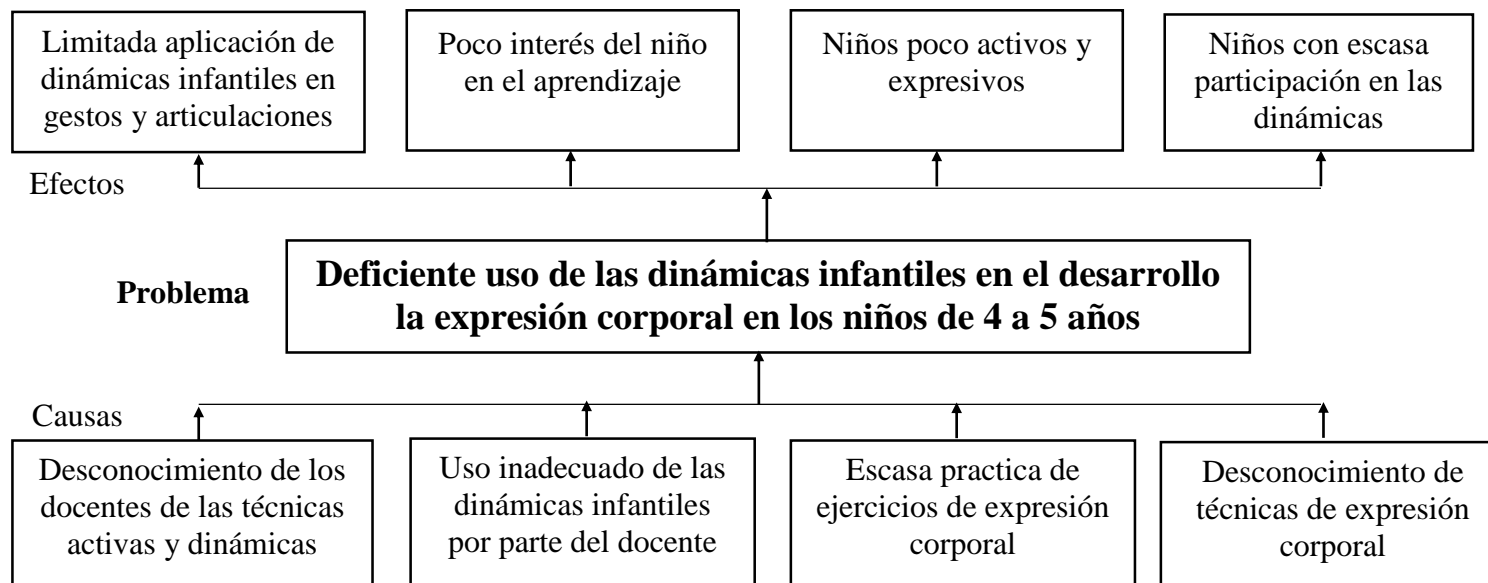 Limitada aplicación de
dinámicas infantiles en
gestos y articulaciones
Poco interés del niño
en el aprendizaje
Niños poco activos y
expresivos
Niños con escasa
participación en las
dinámicas
Efectos
Problema
Deficiente uso de las dinámicas infantiles en el desarrollo
la expresión corporal en los niños de 4 a 5 años
Causas
Desconocimiento de los
docentes de las técnicas
activas y dinámicas
Uso inadecuado de las
dinámicas infantiles
por parte del docente
Escasa practica de
ejercicios de expresión
corporal
Desconocimiento de
técnicas de expresión
corporal